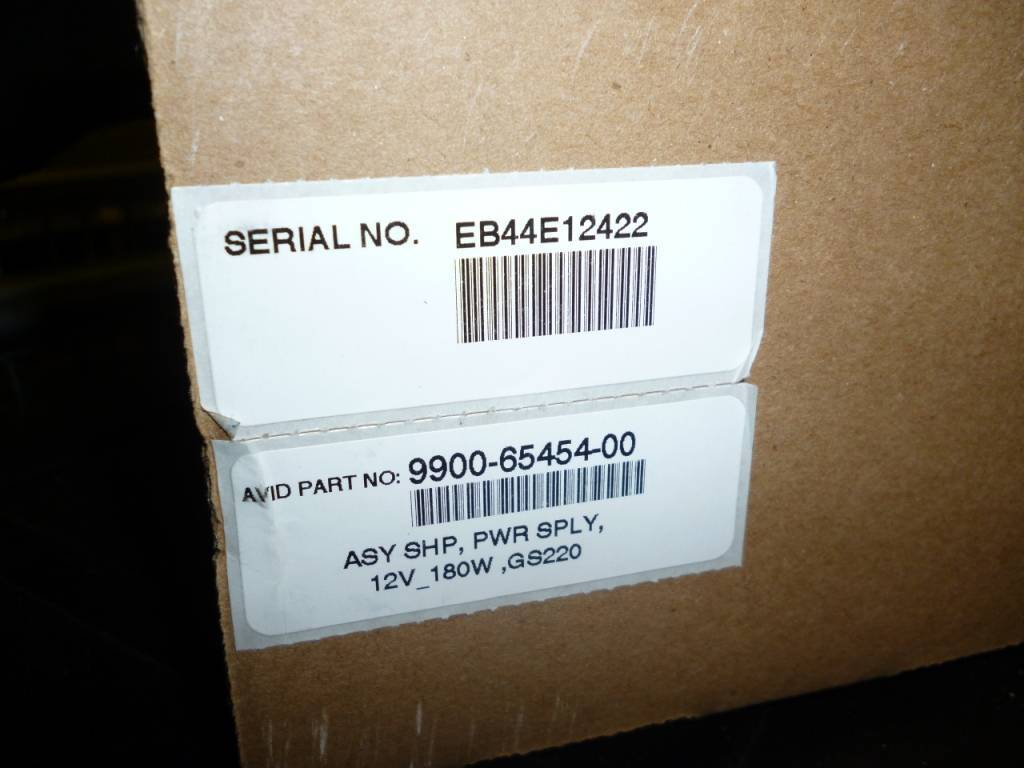 SERIAL NO. EB44E12422
AVID PART NO: 9900-65454-00
ASY SHP, PWR SPLY,
12V_180W ,GS220